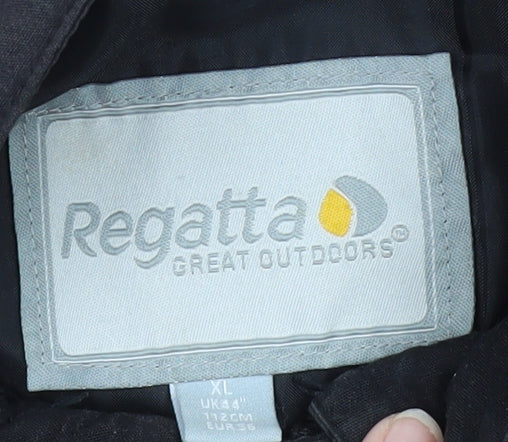 Regatta
GREAT OUTDOORS
XL
UK 44"
112CM
EUR 56